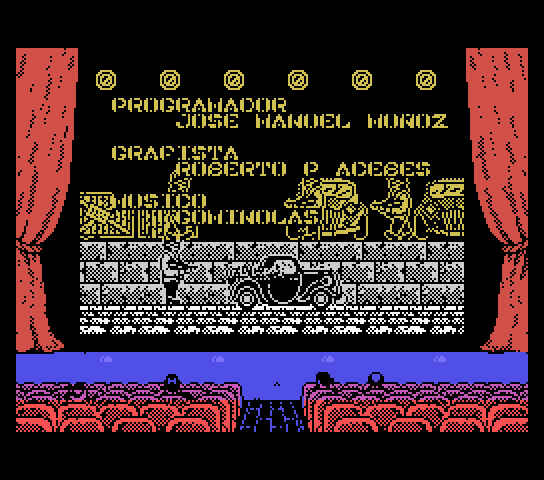 PROGRAMADOR
JOSE MANUEL MUÑOZ
GRAFISTA
ROBERTO P ACEBES
MUSICO
GOMINOLAS